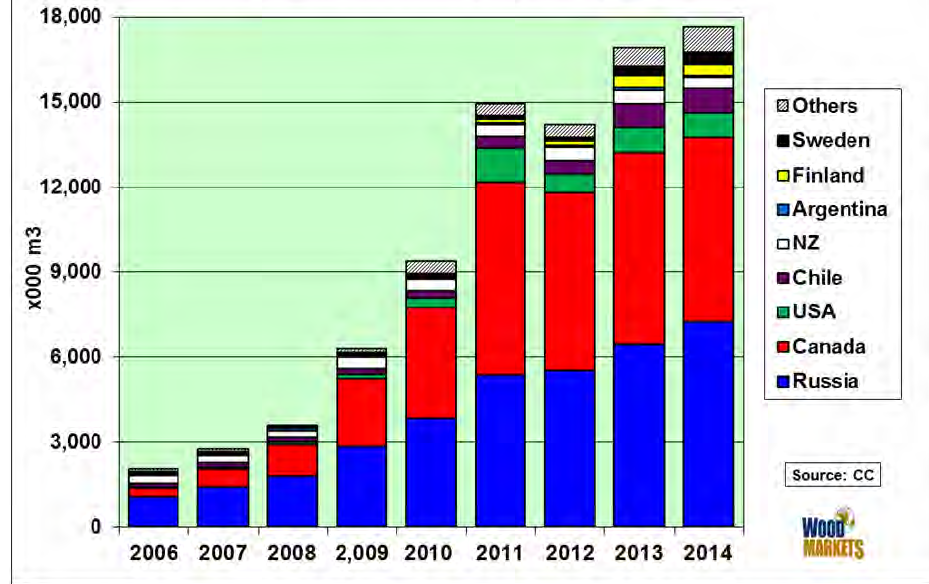 18,000
15,000
12,000
9,000
6,000
3,000
0
x000 m3
2006 2007 2008 2,009 2010 2011 2012 2013 2014
Others
Sweden
Finland
Argentina
NZ
Chile
USA
Canada
Russia
Source: CC
WOOD
MARKETS